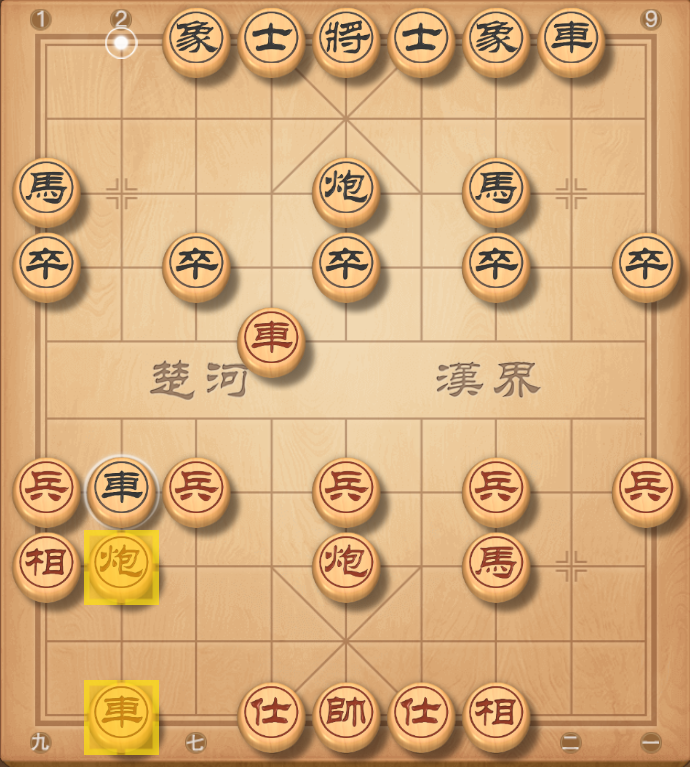 1 2 9
象 士 將 士 象 車
馬 炮 馬
卒 卒 卒 卒 卒
車
楚河 漢界
兵 車 兵 兵 兵 兵
相 炮 炮 馬
車 仕 帥 仕 相
九 七 二 一